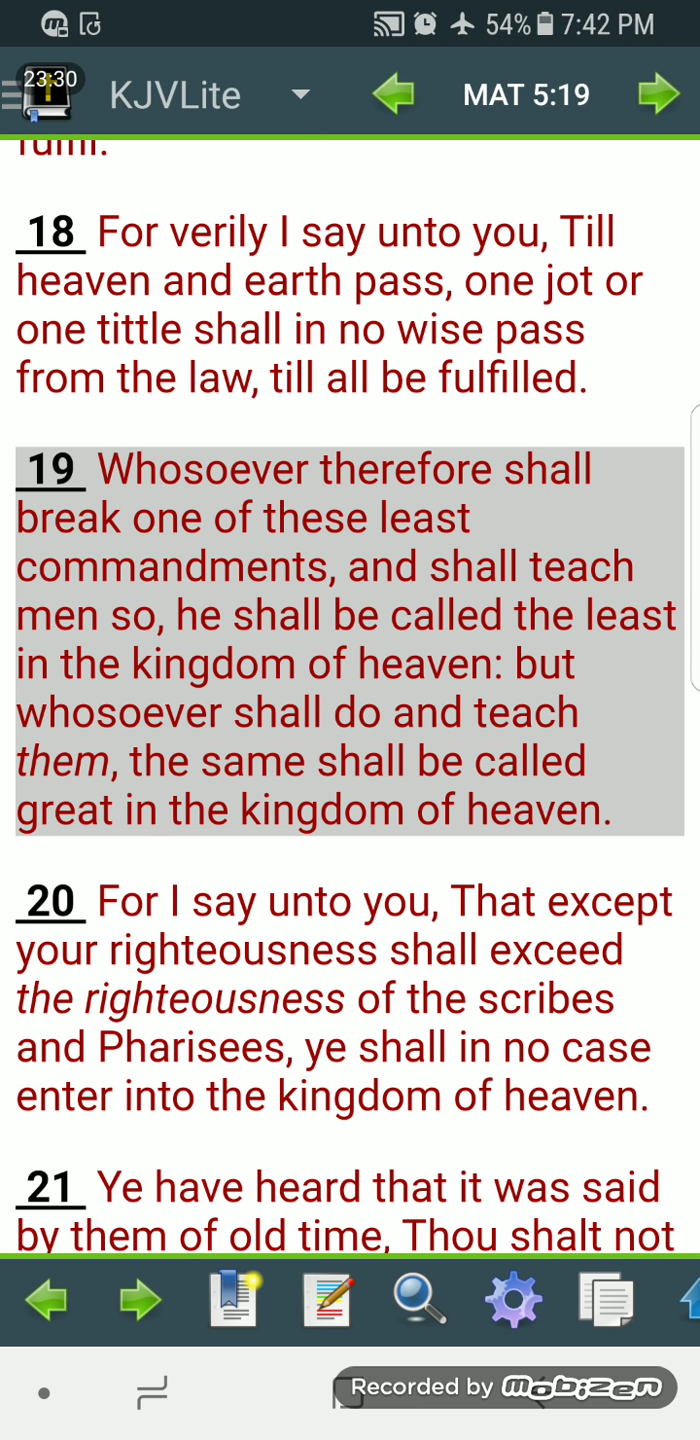 54% 7:42 PM
23:30
KJVLite
MAT 5:19
18 For verily I say unto you, Till
heaven and earth pass, one jot or
one tittle shall in no wise pass
from the law, till all be fulfilled.
19 Whosoever therefore shall
break one of these least
commandments, and shall teach
men so, he shall be called the least
in the kingdom of heaven: but
whosoever shall do and teach
them, the same shall be called
great in the kingdom of heaven.
20 For I say unto you, That except
your righteousness shall exceed
the righteousness of the scribes
and Pharisees, ye shall in no case
enter into the kingdom of heaven.
21 Ye have heard that it was said
by them of old time, Thou shalt not
Recorded by Mobizen